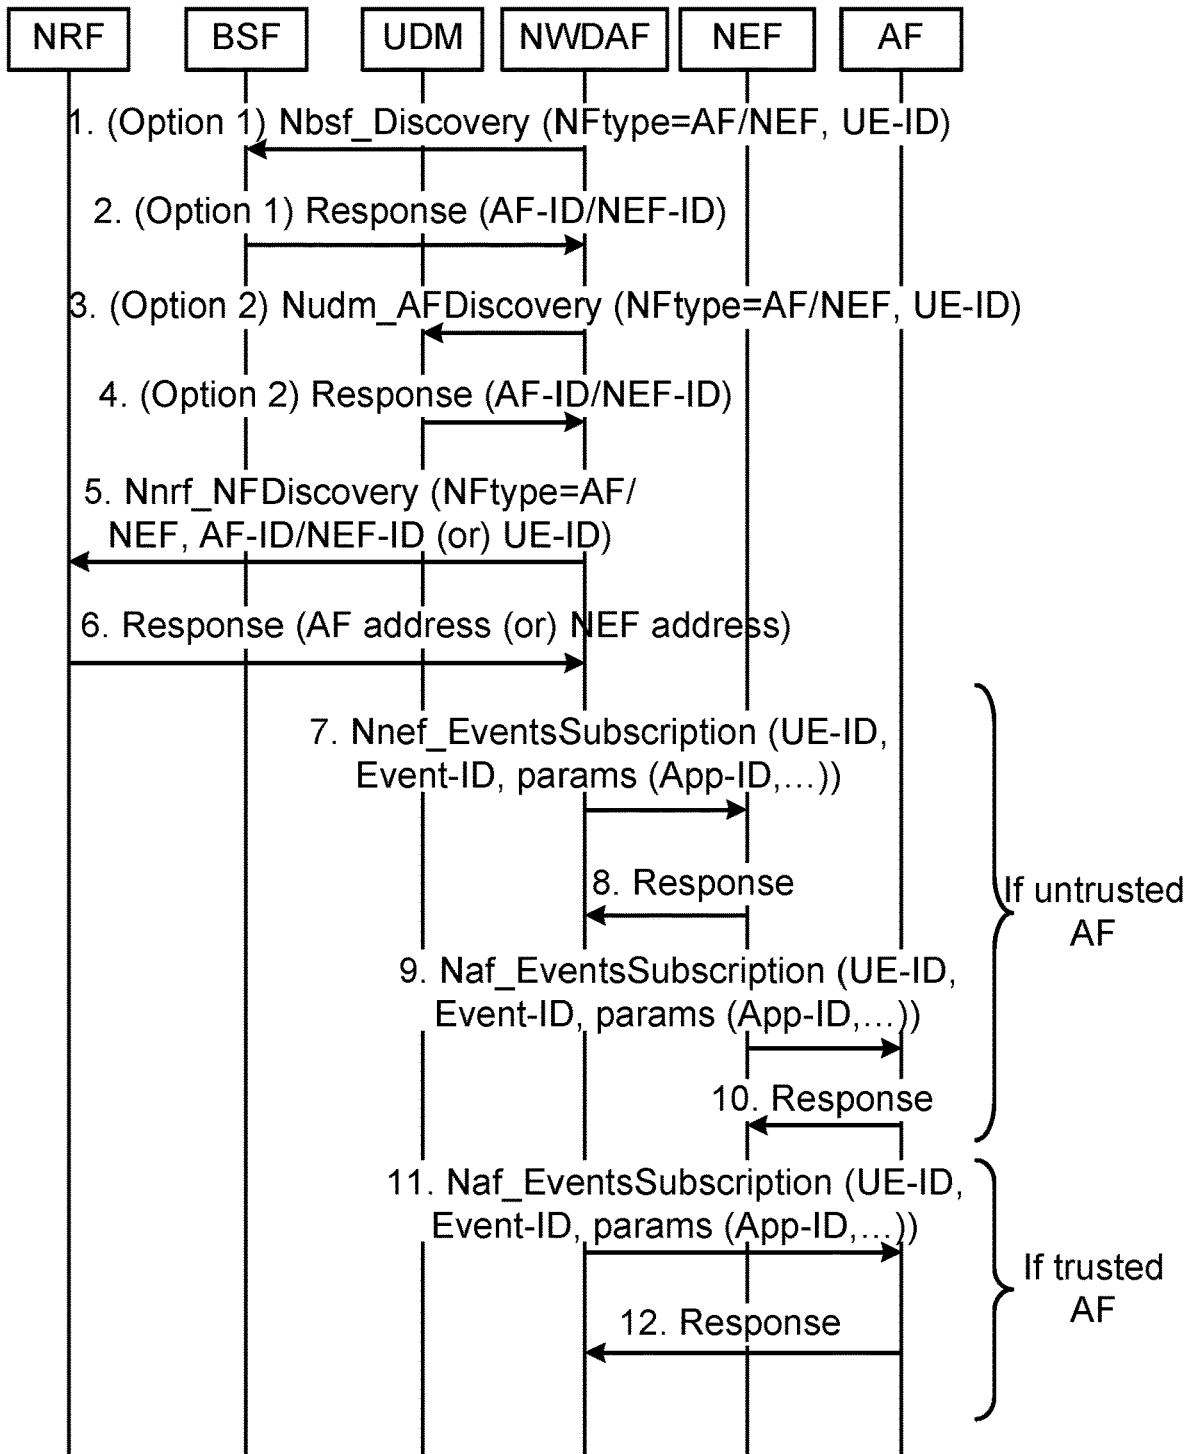 NRF
BSF
UDM
NWDAF
NEF
AF
1. (Option 1) Nbsf_Discovery (NFtype=AF/NEF, UE-ID)
2. (Option 1) Response (AF-ID/NEF-ID)
3. (Option 2) Nudm_AFDiscovery (NFtype=AF/NEF, UE-ID)
4. (Option 2) Response (AF-ID/NEF-ID)
5. Nnrf_NFDiscovery (NFtype=AF/
NEF, AF-ID/NEF-ID (or) UE-ID)
6. Response (AF address (or) NEF address)
7. Nnef_EventsSubscription (UE-ID,
Event-ID, params (App-ID,...))
8. Response
If untrusted
AF
9. Naf_EventsSubscription (UE-ID,
Event-ID, params (App-ID,...))
10. Response
11. Naf_EventsSubscription (UE-ID,
Event-ID, params (App-ID,...))
If trusted
AF
12. Response